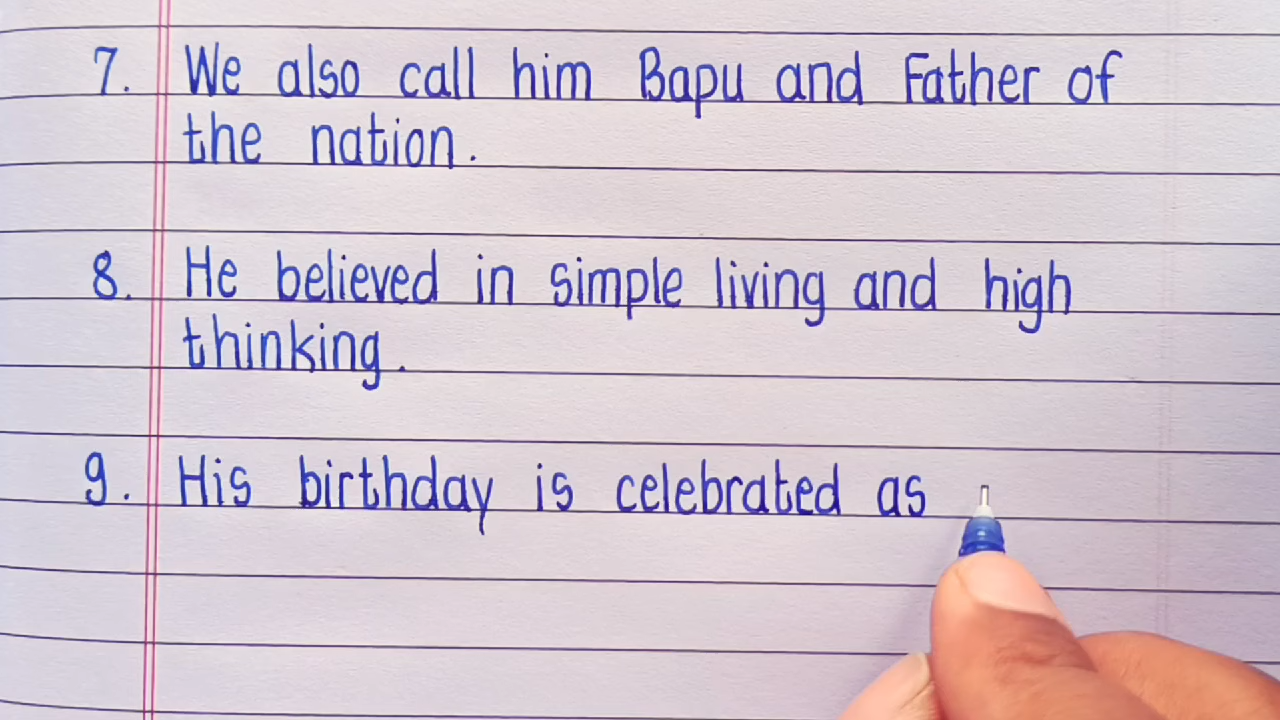 7. We also call him Bapu and Father of
the nation.
8. He believed in simple living and high
thinking.
9. His birthday is celebrated as